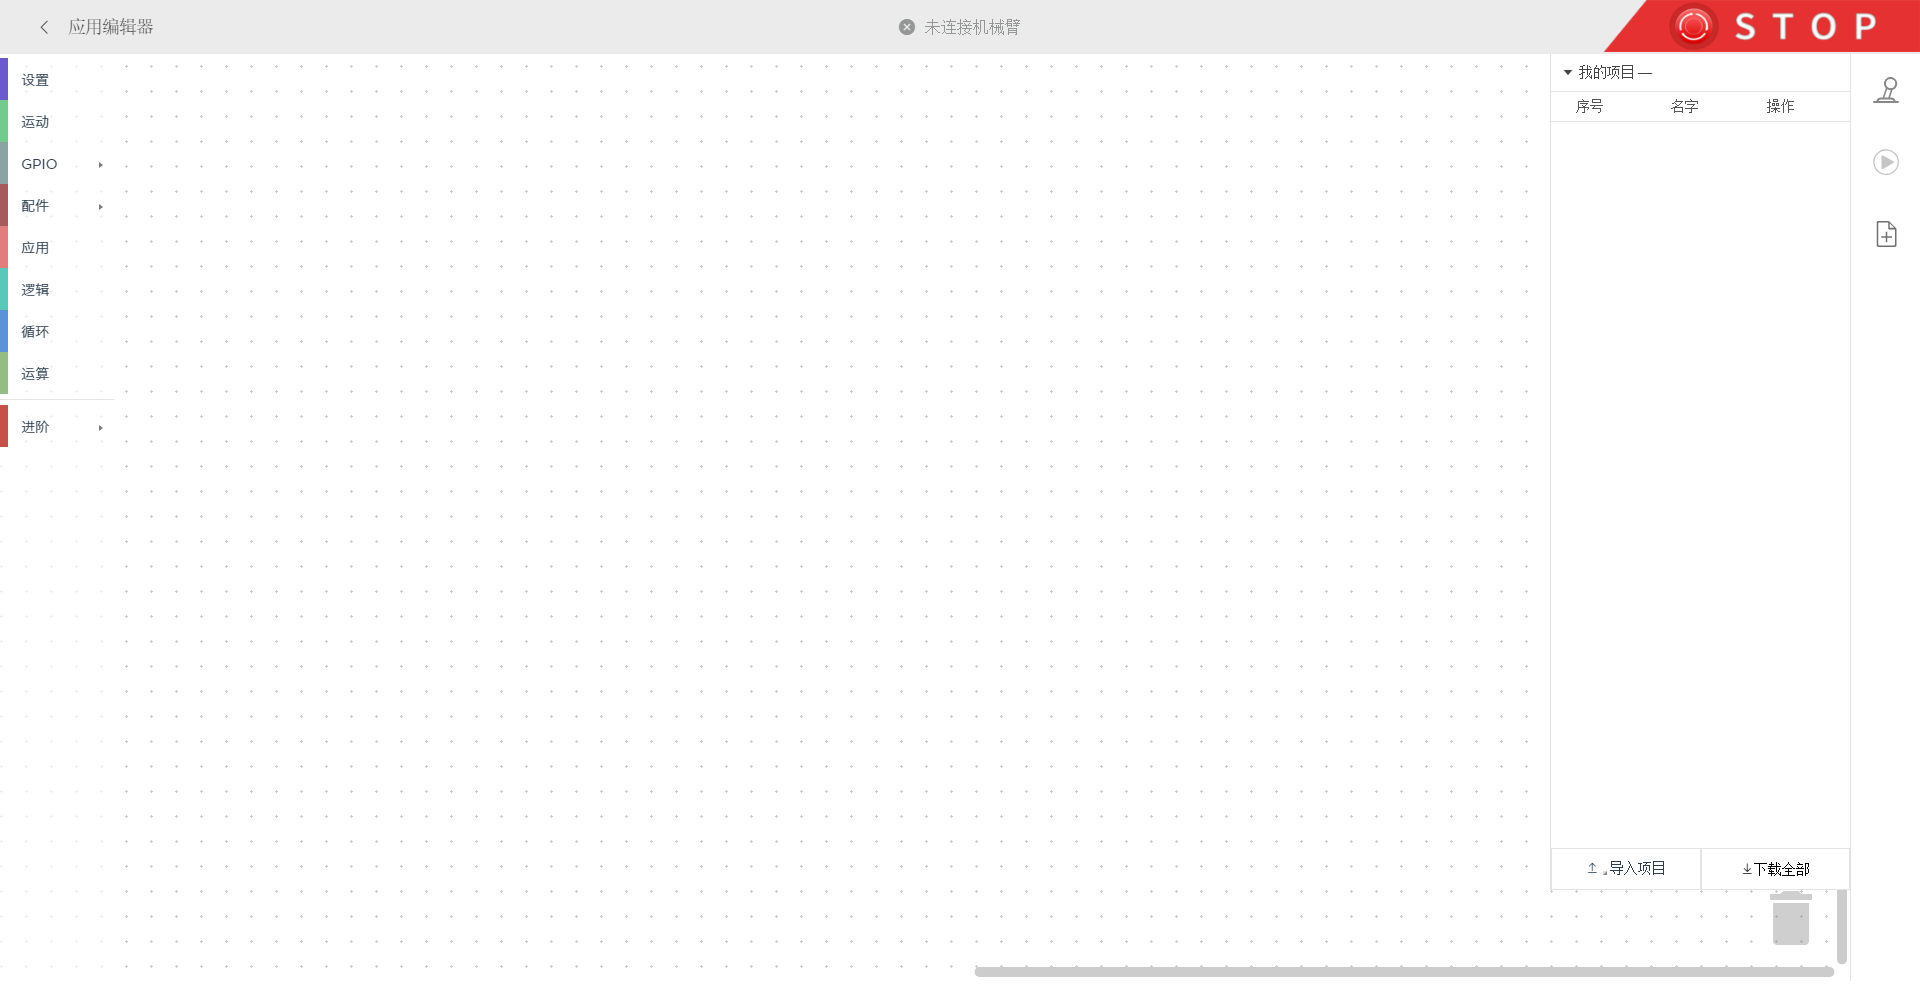 应用编辑器
未连接机械臂
STOP
设置
运动
GPIO
配件
应用
逻辑
循环
运算
进阶
我的项目 —
序号 名字 操作
导入项目
下载全部